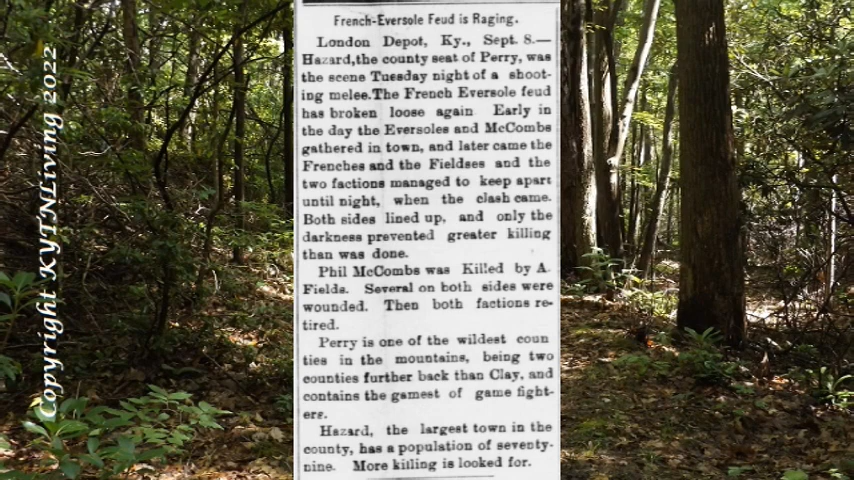 Copyright KYTNLiving 2022
French-Eversole Feud is Raging.
London Depot, Ky., Sept. 8.—
Hazard,the county seat of Perry, was
the scene Tuesday night of a shoot-
ing melee.The French Eversole feud
has broken loose again Early in
the day the Eversoles and McCombs
gathered in town, and later came the
Frenches and the Fieldses and the
two factions managed to keep apart
until night, when the clash came.
Both sides lined up, and only the
darkness prevented greater killing
than was done.
Phil McCombs was Killed by A.
Fields. Several on both sides were
wounded. Then both factions re-
tired.
Perry is one of the wildest coun
ties in the mountains, being two
counties further back than Clay, and
contains the gamest of game fight-
ers.
Hazard, the largest town in the
county, has a population of seventy-
nine. More killing is looked for.